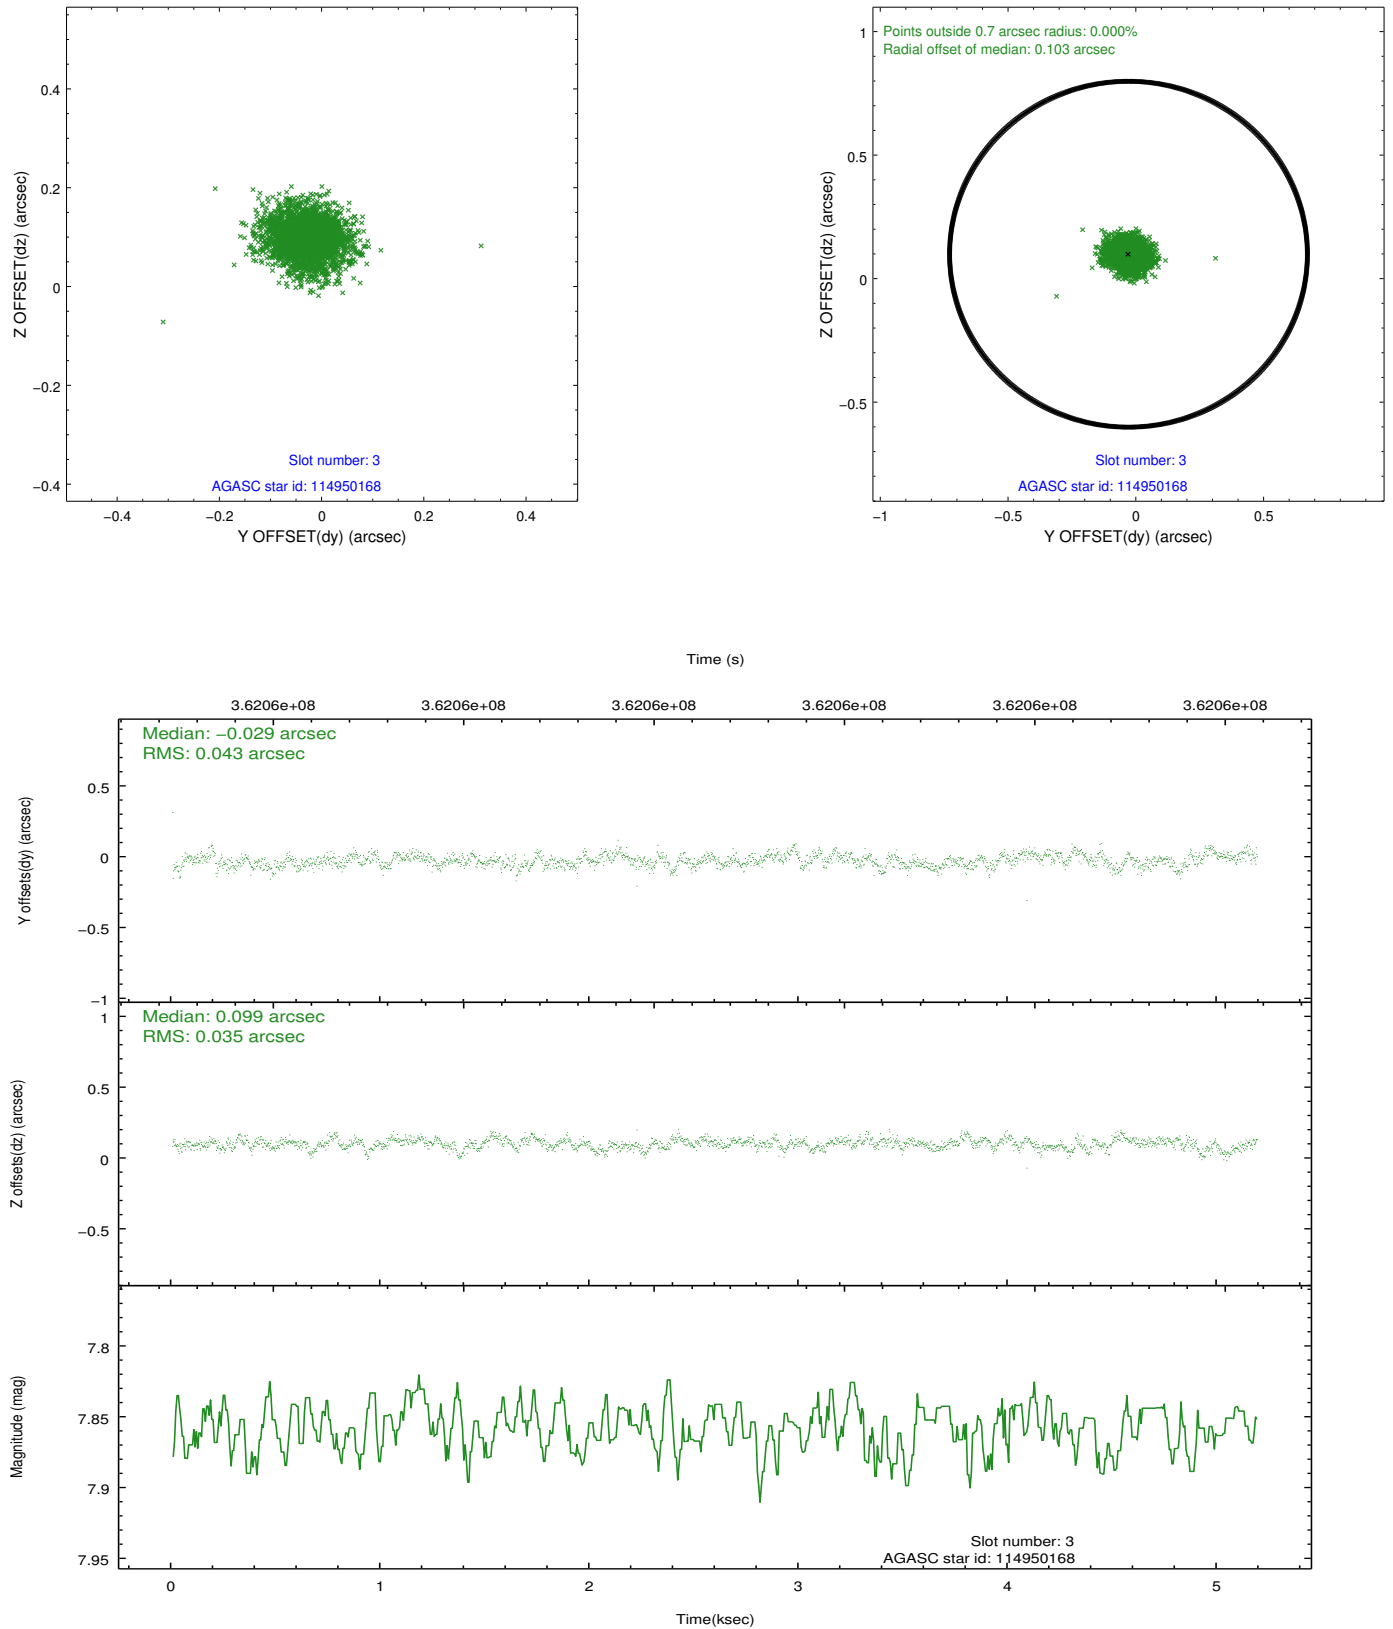 0.4
0.2
0
−0.2
−0.4
Z OFFSET(dz) (arcsec)
Slot number: 3
AGASC star id: 114950168
−0.4
−0.2
0
0.2
0.4
Y OFFSET(dy) (arcsec)
Points outside 0.7 arcsec radius: 0.000%
Radial offset of median: 0.103 arcsec
1
0.5
0
−0.5
Z OFFSET(dz) (arcsec)
Slot number: 3
AGASC star id: 114950168
−1
−0.5
0
0.5
Y OFFSET(dy) (arcsec)
Time (s)
3.6206e+08
3.6206e+08
3.6206e+08
3.6206e+08
3.6206e+08
3.6206e+08
Median: −0.029 arcsec
RMS: 0.043 arcsec
0.5
0
−0.5
−1
Y offsets(dy) (arcsec)
Median: 0.099 arcsec
RMS: 0.035 arcsec
1
0.5
0
−0.5
Z offsets(dz) (arcsec)
7.8
7.85
7.9
7.95
Magnitude (mag)
Slot number: 3
AGASC star id: 114950168
0
1
2
3
4
5
Time(ksec)